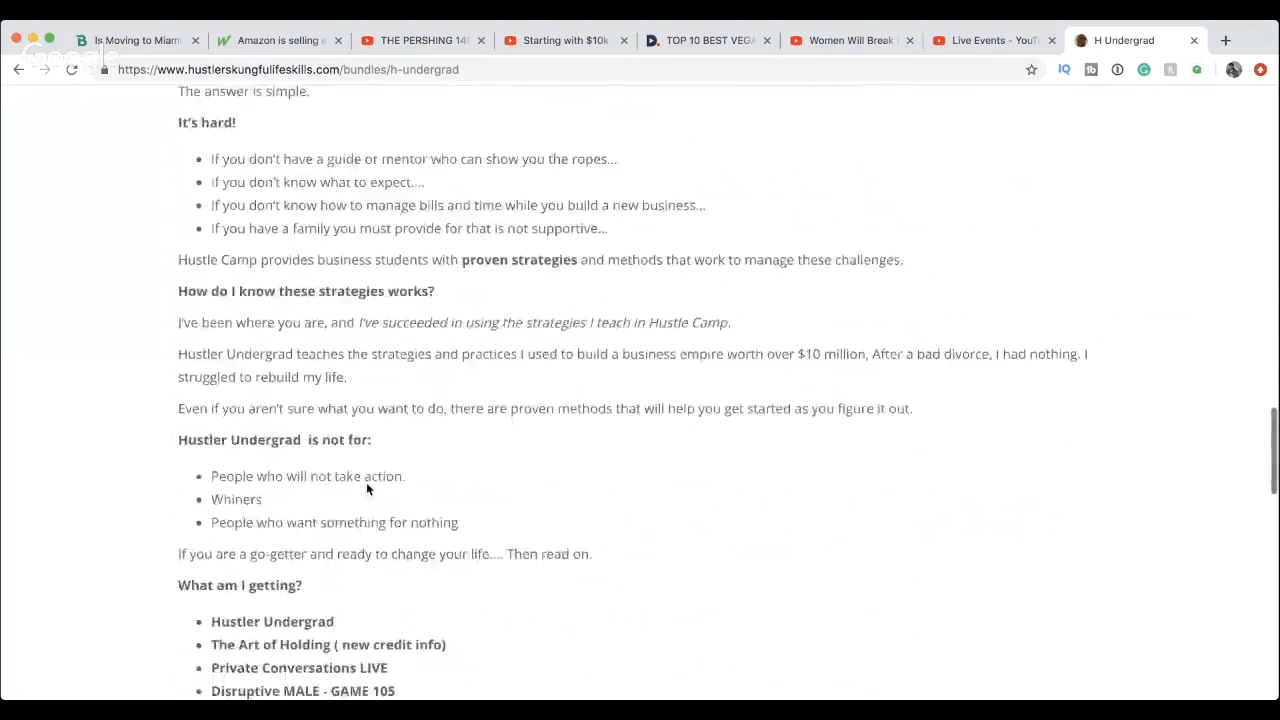 Is Moving to Miami
Amazon is selling e
THE PERSHING 140
Starting with $10k
TOP 10 BEST VEGA
Women Will Break
Live Events - YouTu
H Undergrad
Google
https://www.hustlerskungfulifeskills.com/bundles/h-undergrad
The answer is simple.
It's hard!
If you don't have a guide or mentor who can show you the ropes...
If you don't know what to expect....
If you don't know how to manage bills and time while you build a new business...
If you have a family you must provide for that is not supportive...
Hustle Camp provides business students with proven strategies and methods that work to manage these challenges.
How do I know these strategies works?
I've been where you are, and I've succeeded in using the strategies I teach in Hustle Camp.
Hustler Undergrad teaches the strategies and practices I used to build a business empire worth over $10 million, After a bad divorce, I had nothing. I
struggled to rebuild my life.
Even if you aren't sure what you want to do, there are proven methods that will help you get started as you figure it out.
Hustler Undergrad is not for:
People who will not take action.
Whiners
People who want something for nothing
If you are a go-getter and ready to change your life.... Then read on.
What am I getting?
Hustler Undergrad
The Art of Holding ( new credit info)
Private Conversations LIVE
Disruptive MALE - GAME 105